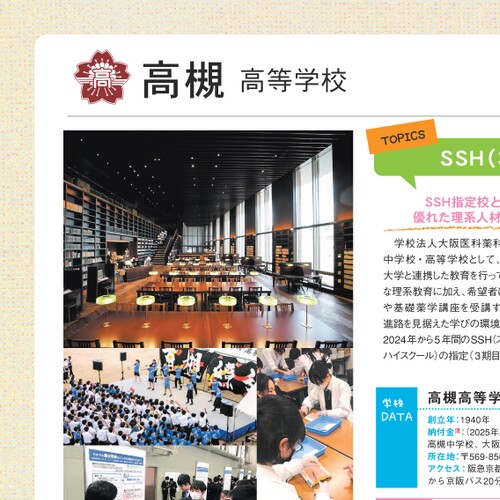 高
高槻 高等学校
TOPICS
SSH(
SSH指定校と
優れた理系人材
学校法人大阪医科薬科
中学校・高等学校として、
大学と連携した教育を行って
な理系教育に加え、希望者に
や基礎薬学講座を受講す
進路を見据えた学びの環境
2024年から5年間のSSH(ス
ハイスクール)の指定(3期目
学校
DATA
高槻高等学
創立年:1940年
納付金注:(2025年
高槻中学校、大阪
所在地:〒569-850
アクセス:阪急京都
から京阪バス20分